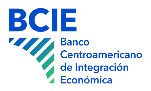 BCIE
Banco
Centroamericano
de Integración
Económica